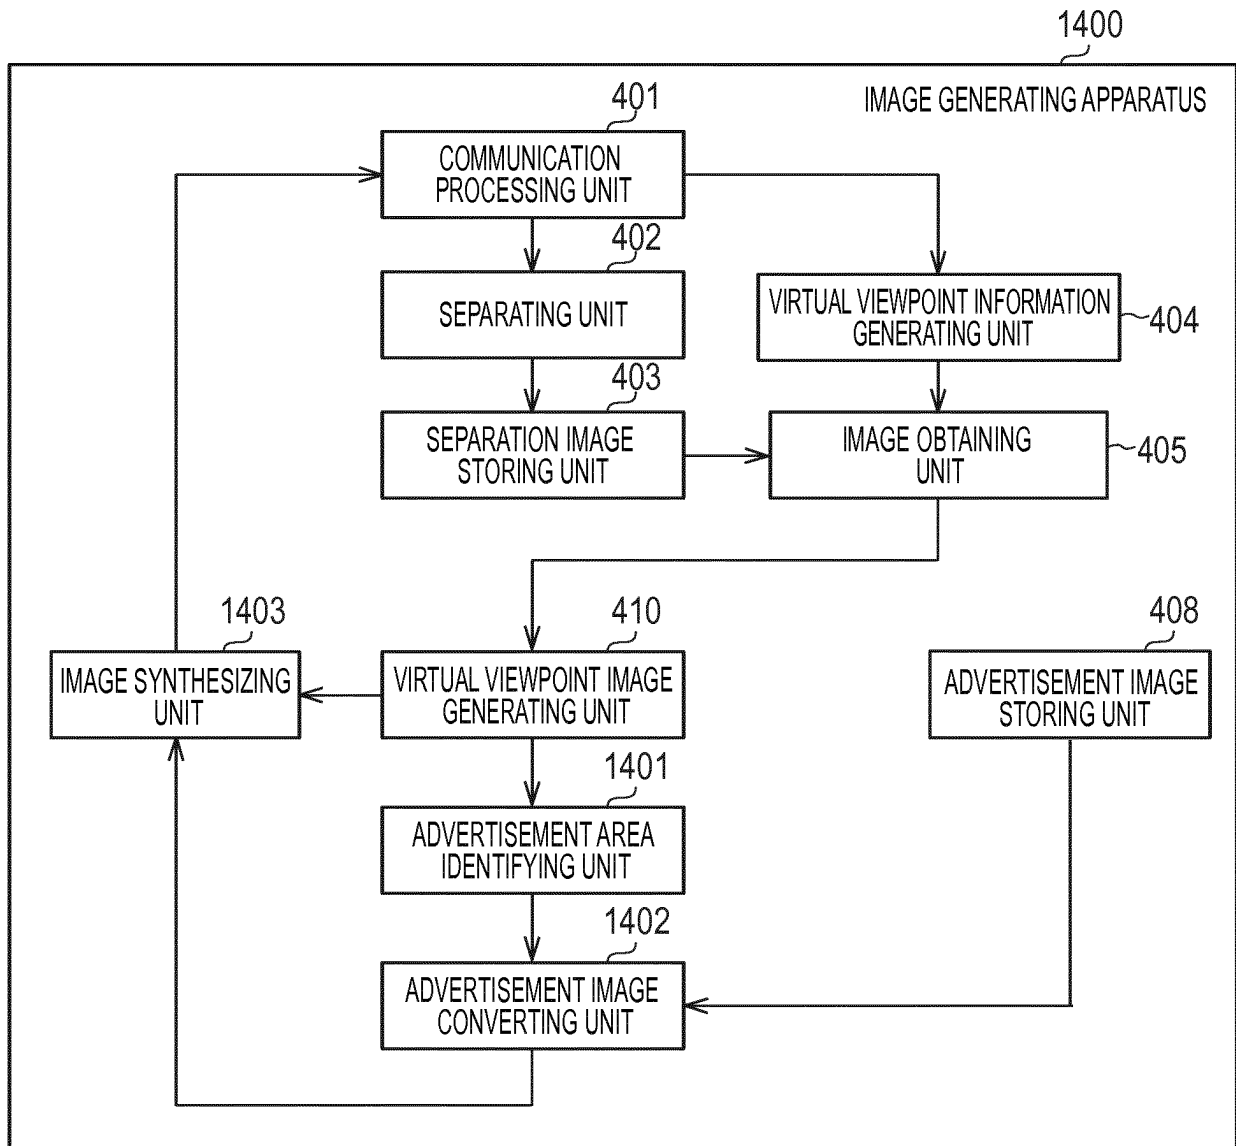 1400
IMAGE GENERATING APPARATUS
401
COMMUNICATION
PROCESSING UNIT
402
SEPARATING UNIT
VIRTUAL VIEWPOINT INFORMATION
GENERATING UNIT
404
403
SEPARATION IMAGE
STORING UNIT
IMAGE OBTAINING
UNIT
405
1403
IMAGE SYNTHESIZING
UNIT
410
VIRTUAL VIEWPOINT IMAGE
GENERATING UNIT
408
ADVERTISEMENT IMAGE
STORING UNIT
1401
ADVERTISEMENT AREA
IDENTIFYING UNIT
1402
ADVERTISEMENT IMAGE
CONVERTING UNIT